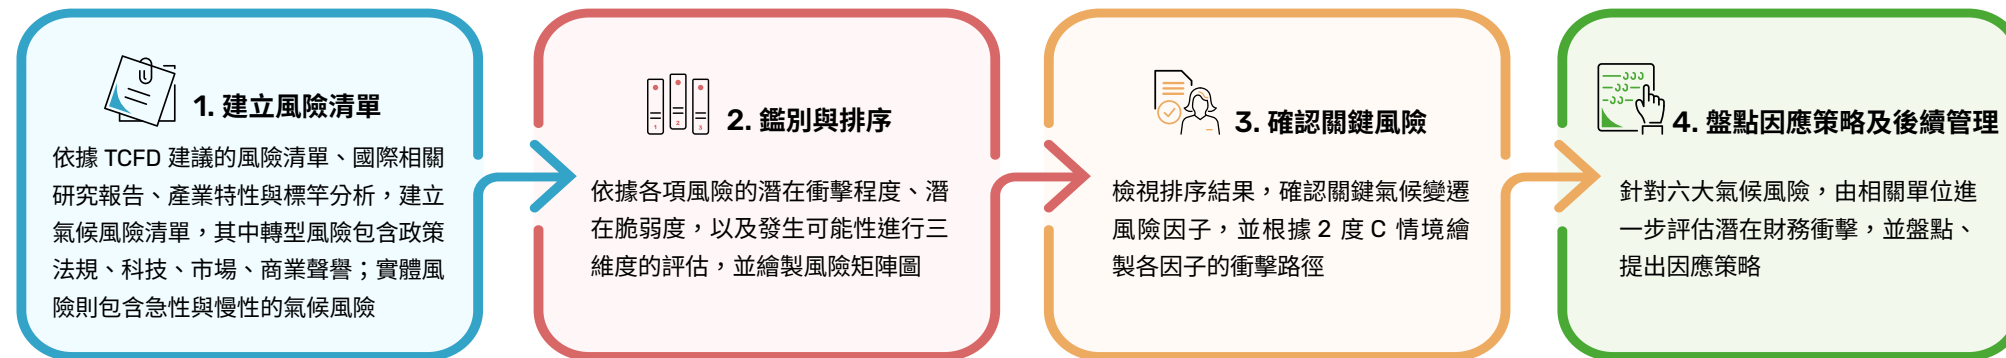 1. 建立風險清單
依據 TCFD 建議的風險清單、國際相關
研究報告、產業特性與標竿分析，建立
氣候風險清單，其中轉型風險包含政策
法規、科技、市場、商業聲譽；實體風
險則包含急性與慢性的氣候風險
1 2 3
2. 鑑別與排序
依據各項風險的潛在衝擊程度、潛
在脆弱度，以及發生可能性進行三
維度的評估，並繪製風險矩陣圖
3. 確認關鍵風險
檢視排序結果，確認關鍵氣候變遷
風險因子，並根據 2 度 C 情境繪
製各因子的衝擊路徑
4. 盤點因應策略及後續管理
針對六大氣候風險，由相關單位進
一步評估潛在財務衝擊，並盤點、
提出因應策略